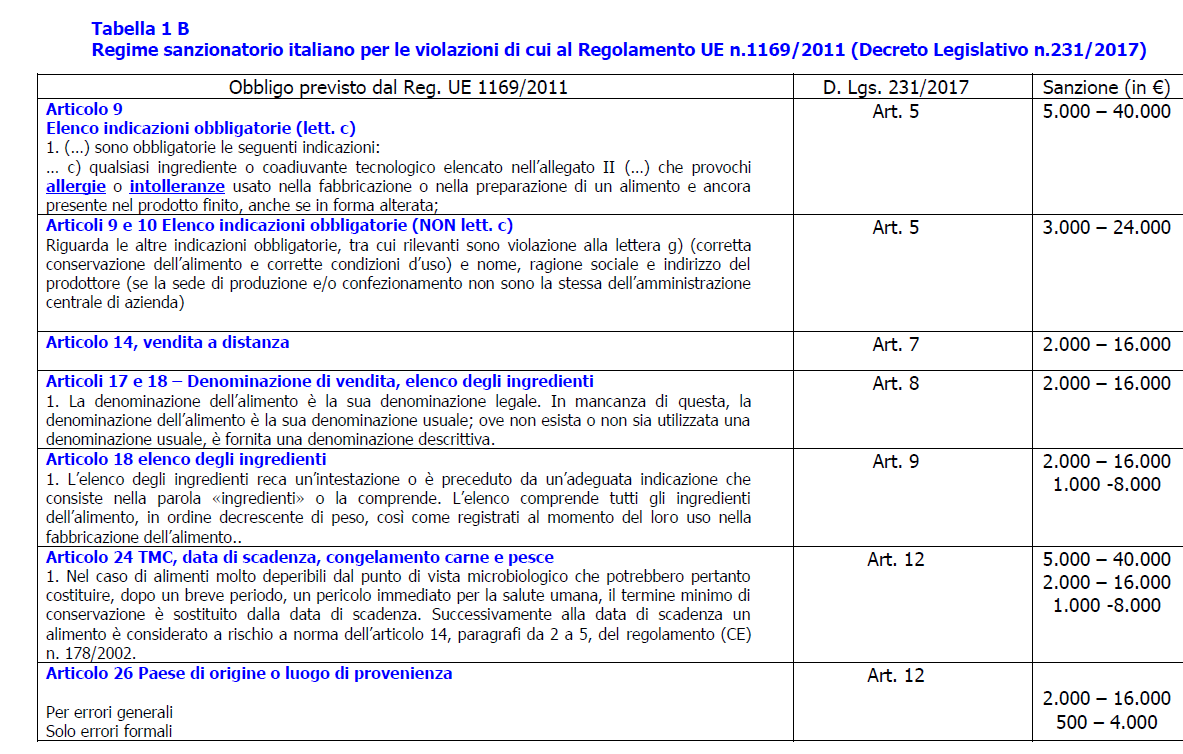 Tabella 1 B
Regime sanzionatorio italiano per le violazioni di cui al Regolamento UE n.1169/2011 (Decreto Legislativo n.231/2017)
Obbligo previsto dal Reg. UE 1169/2011 D. Lgs. 231/2017 Sanzione (in €)
Articolo 9 Art. 5 5.000 – 40.000
Elenco indicazioni obbligatorie (lett. c)
1. (…) sono obbligatorie le seguenti indicazioni:
… c) qualsiasi ingrediente o coadiuvante tecnologico elencato nell’allegato II (…) che provochi
allergie o intolleranze usato nella fabbricazione o nella preparazione di un alimento e ancora
presente nel prodotto finito, anche se in forma alterata;
Articoli 9 e 10 Elenco indicazioni obbligatorie (NON lett. c) Art. 5 3.000 – 24.000
Riguarda le altre indicazioni obbligatorie, tra cui rilevanti sono violazione alla lettera g) (corretta
conservazione dell’alimento e corrette condizioni d’uso) e nome, ragione sociale e indirizzo del
produttore (se la sede di produzione e/o confezionamento non sono la stessa dell’amministrazione
centrale di azienda)
Articolo 14, vendita a distanza Art. 7 2.000 – 16.000
Articoli 17 e 18 – Denominazione di vendita, elenco degli ingredienti Art. 8 2.000 – 16.000
1. La denominazione dell’alimento è la sua denominazione legale. In mancanza di questa, la
denominazione dell’alimento è la sua denominazione usuale; ove non esista o non sia utilizzata una
denominazione usuale, è fornita una denominazione descrittiva.
Articolo 18 elenco degli ingredienti Art. 9 2.000 – 16.000
1. L’elenco degli ingredienti reca un’intestazione o è preceduto da un’adeguata indicazione che 1.000 -8.000
consiste nella parola «ingredienti» o la comprende. L’elenco comprende tutti gli ingredienti
dell’alimento, in ordine decrescente di peso, così come registrati al momento del loro uso nella
fabbricazione dell’alimento..
Articolo 24 TMC, data di scadenza, congelamento carne e pesce Art. 12 5.000 – 40.000
1. Nel caso di alimenti molto deperibili dal punto di vista microbiologico che potrebbero pertanto 2.000 – 16.000
costituire, dopo un breve periodo, un pericolo immediato per la salute umana, il termine minimo di 1.000 -8.000
conservazione è sostituito dalla data di scadenza. Successivamente alla data di scadenza un
alimento è considerato a rischio a norma dell’articolo 14, paragrafi da 2 a 5, del regolamento (CE)
n. 178/2002.
Articolo 26 Paese di origine o luogo di provenienza Art. 12
Per errori generali 2.000 – 16.000
Solo errori formali 500 – 4.000